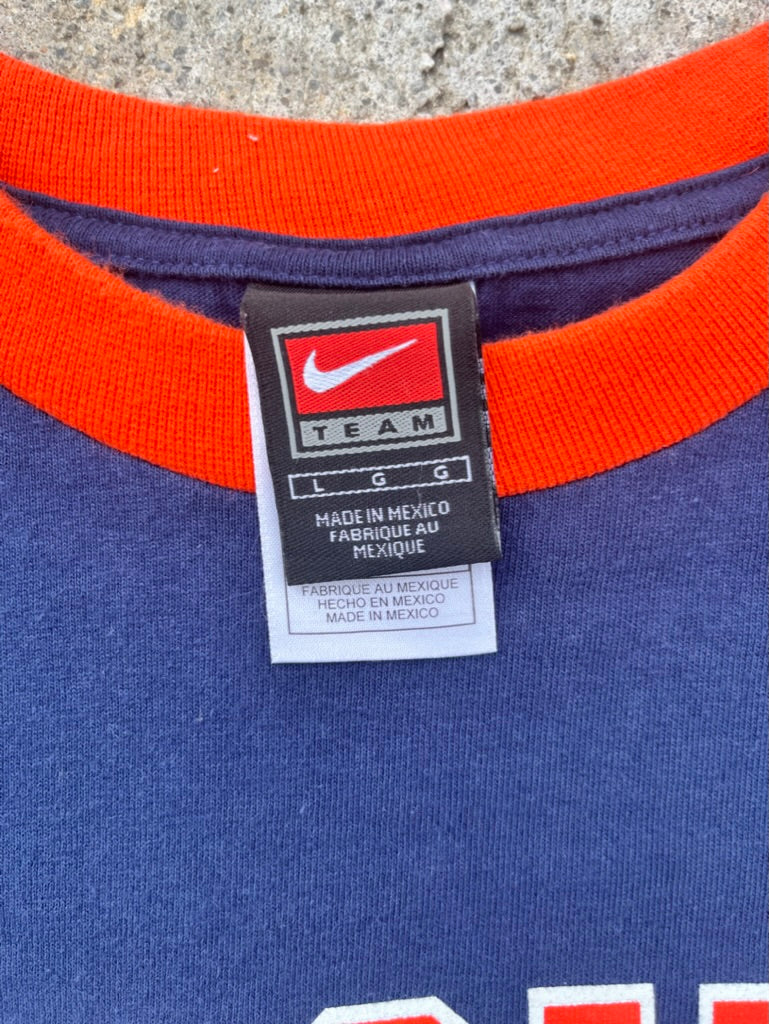 TEAM
L G G
MADE IN MEXICO
FABRIQUE AU
MEXIQUE
FABRIQUE AU MEXIQUE
HECHO EN MEXICO
MADE IN MEXICO